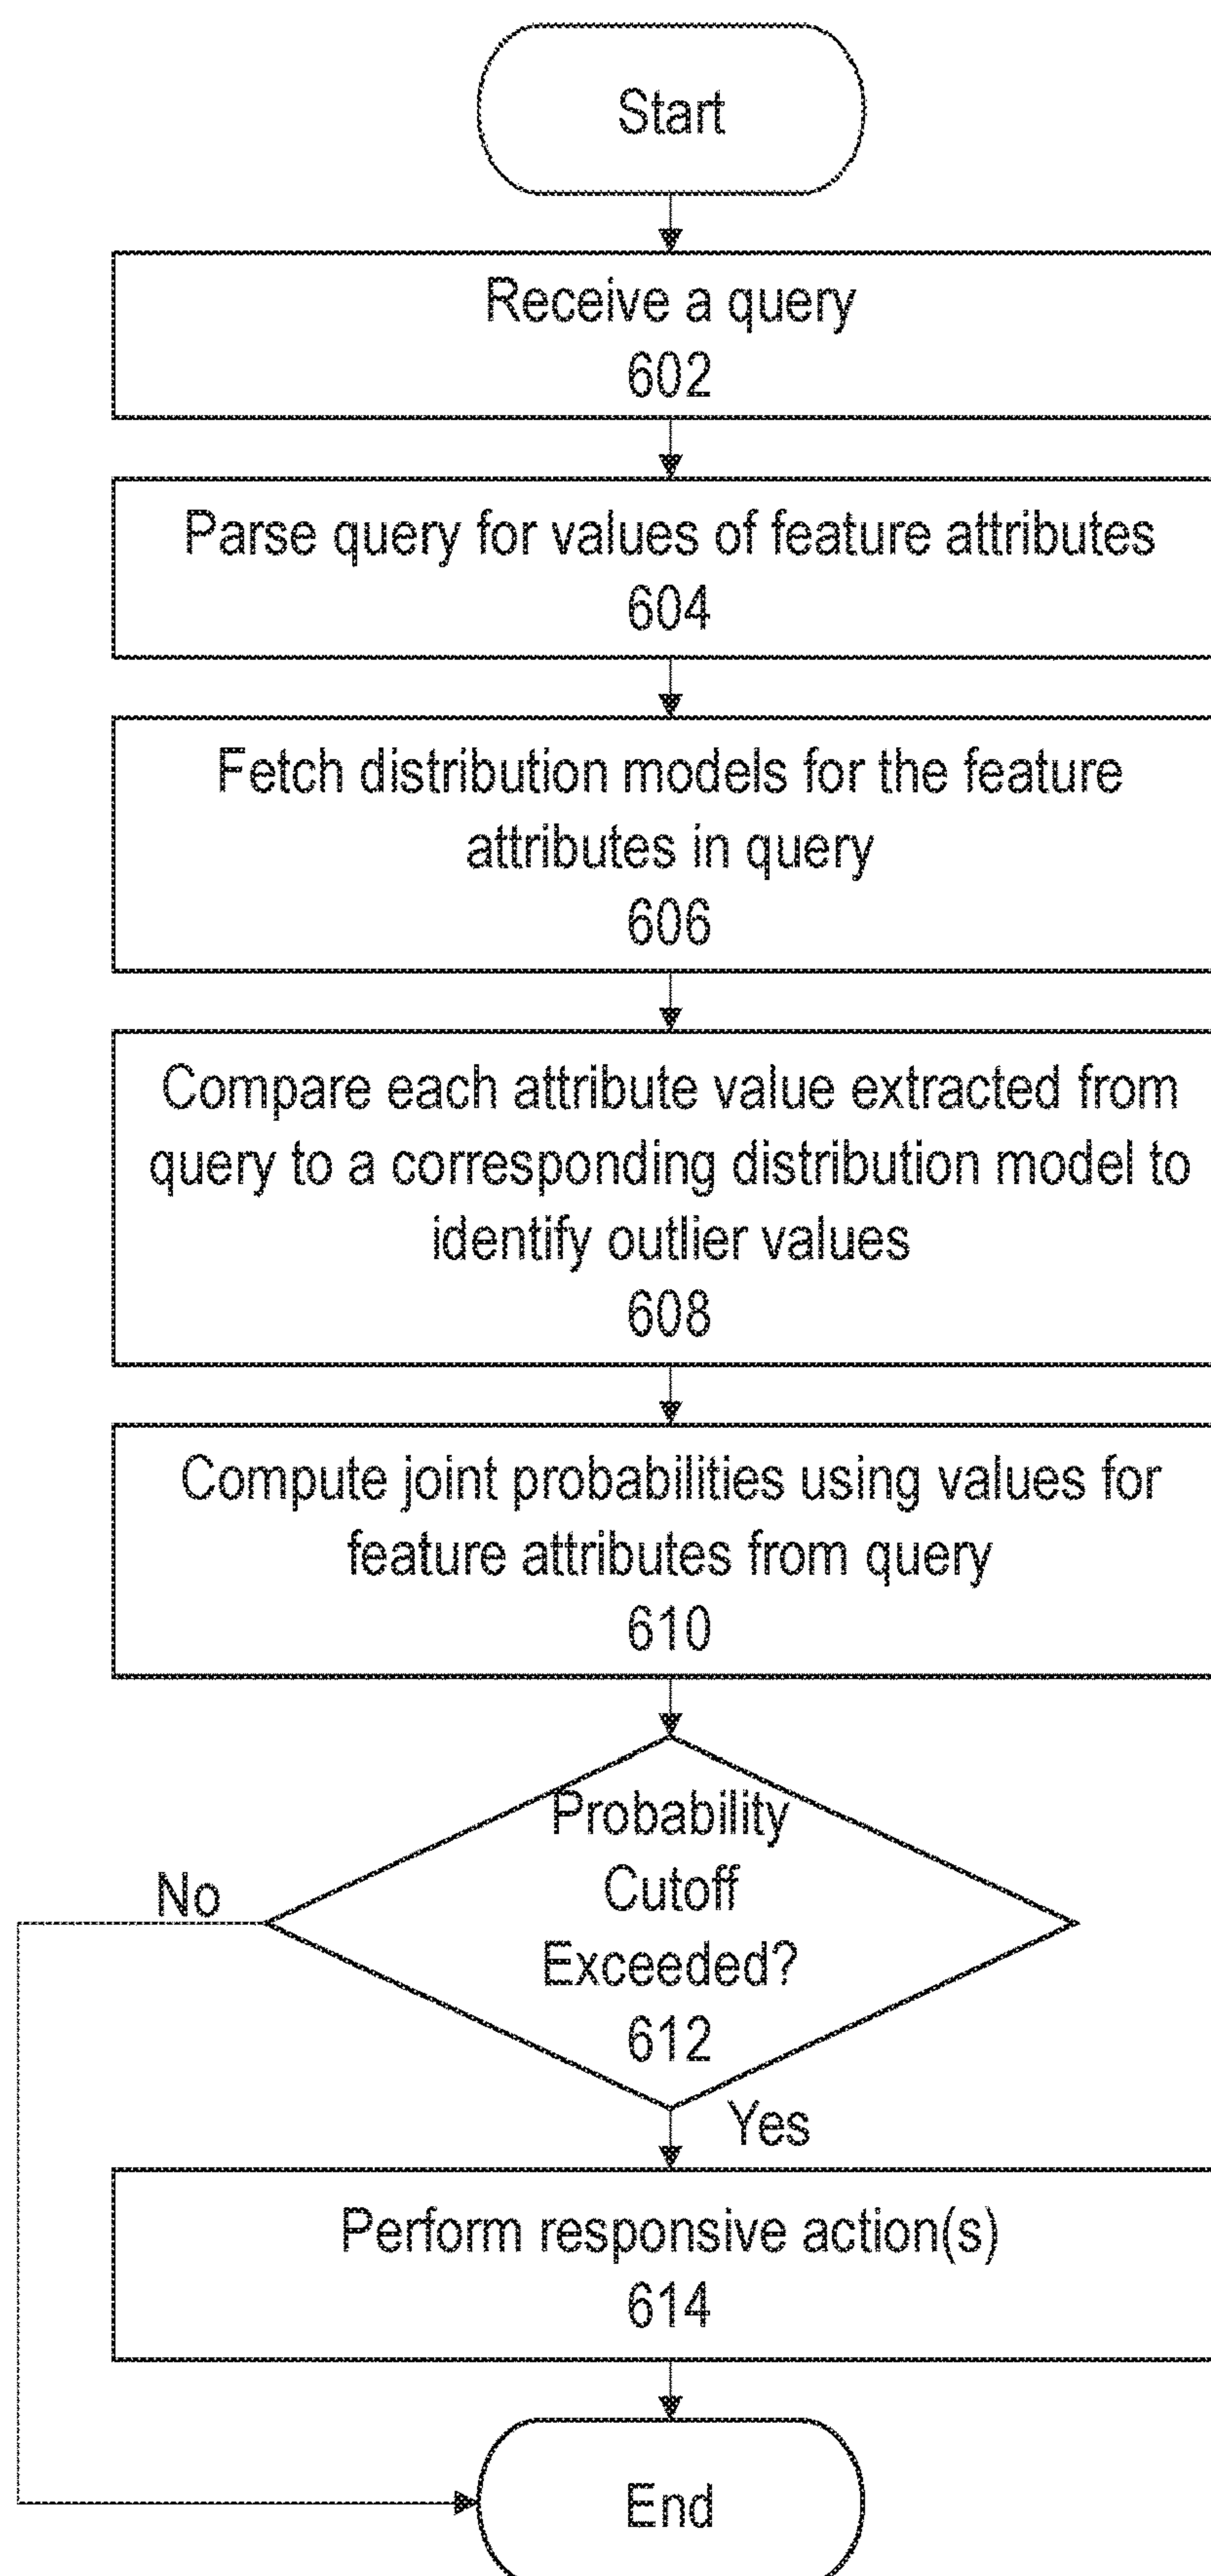 Start
Receive a query
602
Parse query for values of feature attributes
604
Fetch distribution models for the feature
attributes in query
606
Compare each attribute value extracted from
query to a corresponding distribution model to
identify outlier values
608
Compute joint probabilities using values for
feature attributes from query
610
Probability
Cutoff
Exceeded?
612
No
Yes
Perform responsive action(s)
614
End